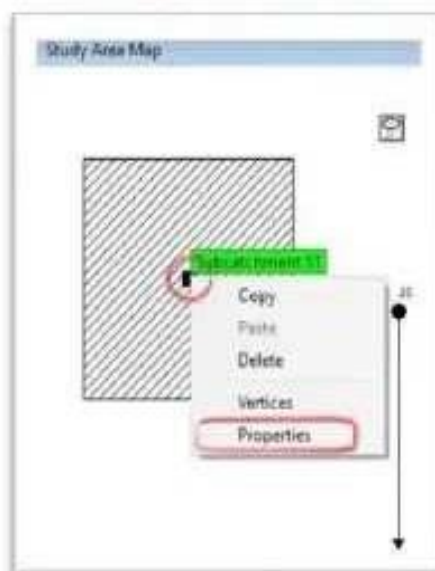 Study Area Map
Subcatchment S1
Copy
Paste
Delete
Vertices
Properties